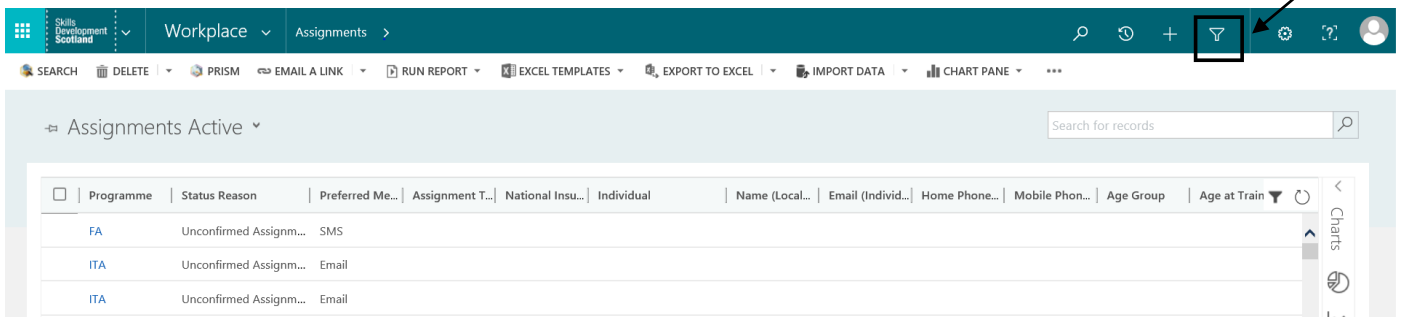 Skills
Development
Scotland
Workplace
Assignments
SEARCH DELETE PRISM EMAIL A LINK RUN REPORT EXCEL TEMPLATES EXPORT TO EXCEL IMPORT DATA CHART PANE
Assignments Active
Search for records
Programme Status Reason Preferred Me... Assignment T... National Insu... Individual Name (Local... Email (Individ... Home Phone... Mobile Phon... Age Group Age at Train
Charts
FA Unconfirmed Assignm... SMS
ITA Unconfirmed Assignm... Email
ITA Unconfirmed Assignm... Email